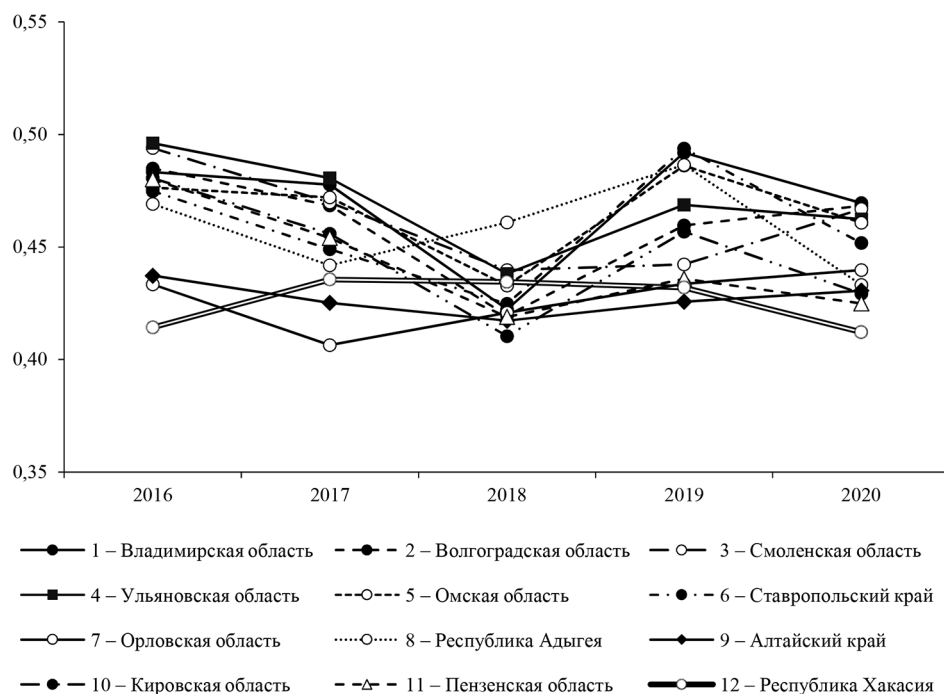 0,55
0,50
0,45
0,40
0,35
2016 2017 2018 2019 2020
1 – Владимирская область 2 – Волгоградская область 3 – Смоленская область
4 – Ульяновская область 5 – Омская область 6 – Ставропольский край
7 – Орловская область 8 – Республика Адыгея 9 – Алтайский край
10 – Кировская область 11 – Пензенская область 12 – Республика Хакасия